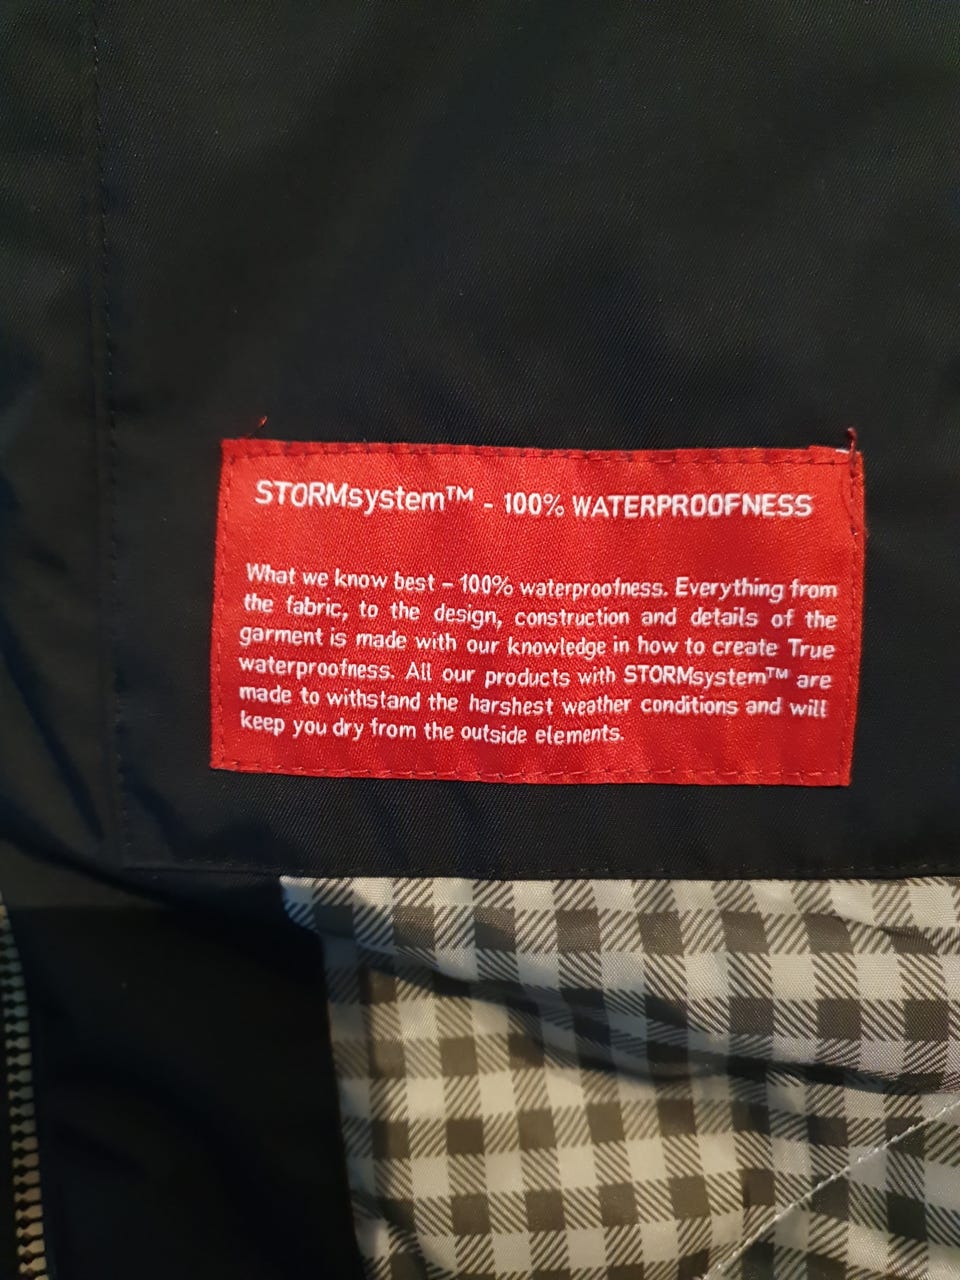 STORMsystem™ - 100% WATERPROOFNESS
What we know best – 100% waterproofness. Everything from
the fabric, to the design, construction and details of the
garment is made with our knowledge in how to create True
waterproofness. All our products with STORMsystem™ are
made to withstand the harshest weather conditions and will
keep you dry from the outside elements.